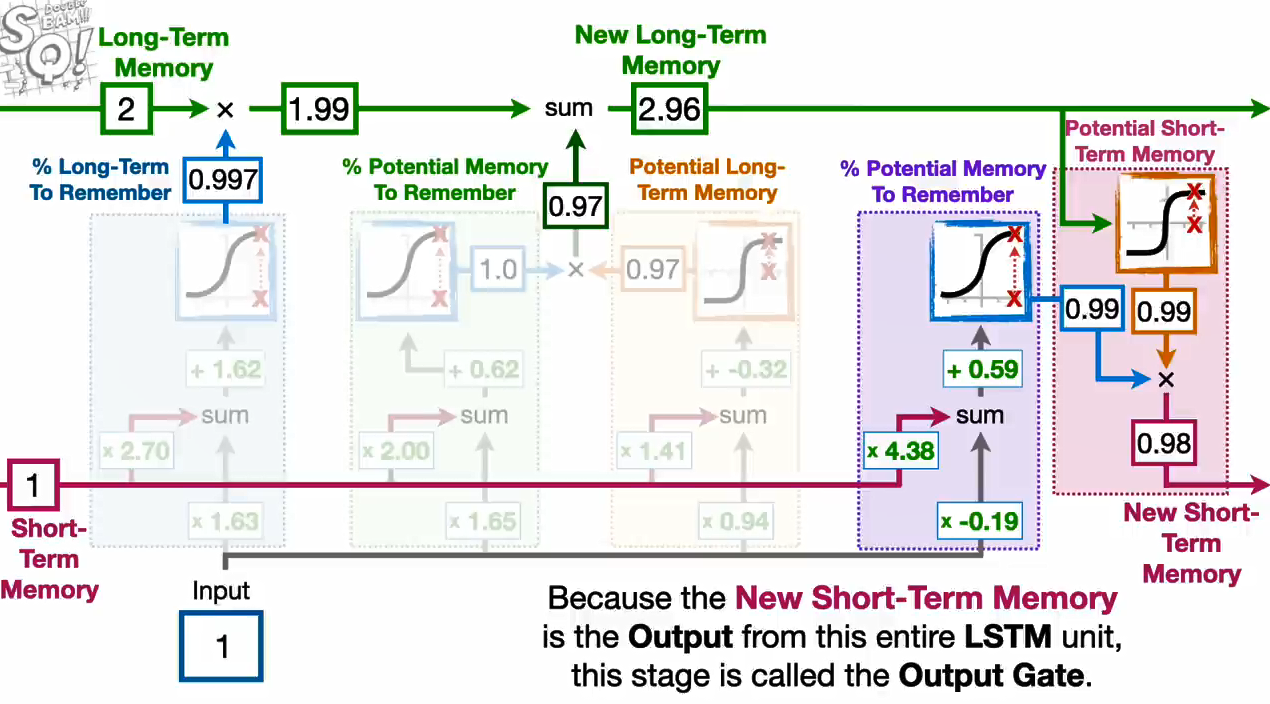 DOUBLE
BAM!!!
SQ!
Long-Term
Memory
New Long-Term
Memory
2
×
1.99
sum
2.96
Potential Short-
Term Memory
% Long-Term
To Remember
0.997
% Potential Memory
To Remember
0.97
Potential Long-
Term Memory
% Potential Memory
To Remember
1.0
×
0.97
0.99
0.99
×
+ 1.62
+ 0.62
+ -0.32
+ 0.59
sum
sum
sum
sum
× 2.70
× 2.00
× 1.41
× 4.38
0.98
1
Short-
Term
Memory
× 1.63
× 1.65
× 0.94
× -0.19
New Short-
Term
Memory
Input
1
Because the New Short-Term Memory
is the Output from this entire LSTM unit,
this stage is called the Output Gate.